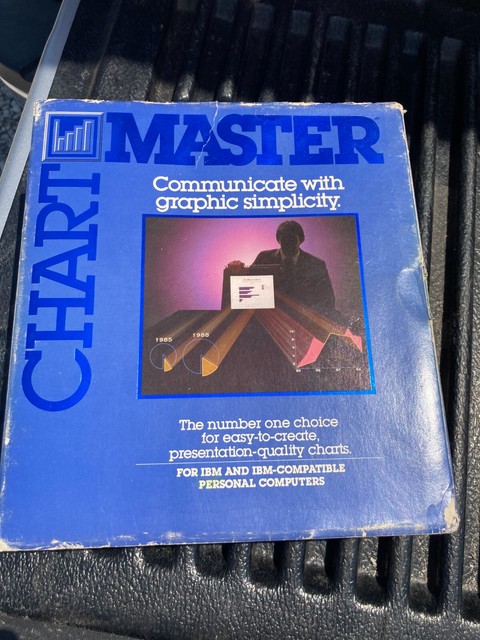 CHART MASTER
Communicate with
graphic simplicity.
1985
1988
The number one choice
for easy-to-create,
presentation-quality charts.
FOR IBM AND IBM-COMPATIBLE
PERSONAL COMPUTERS